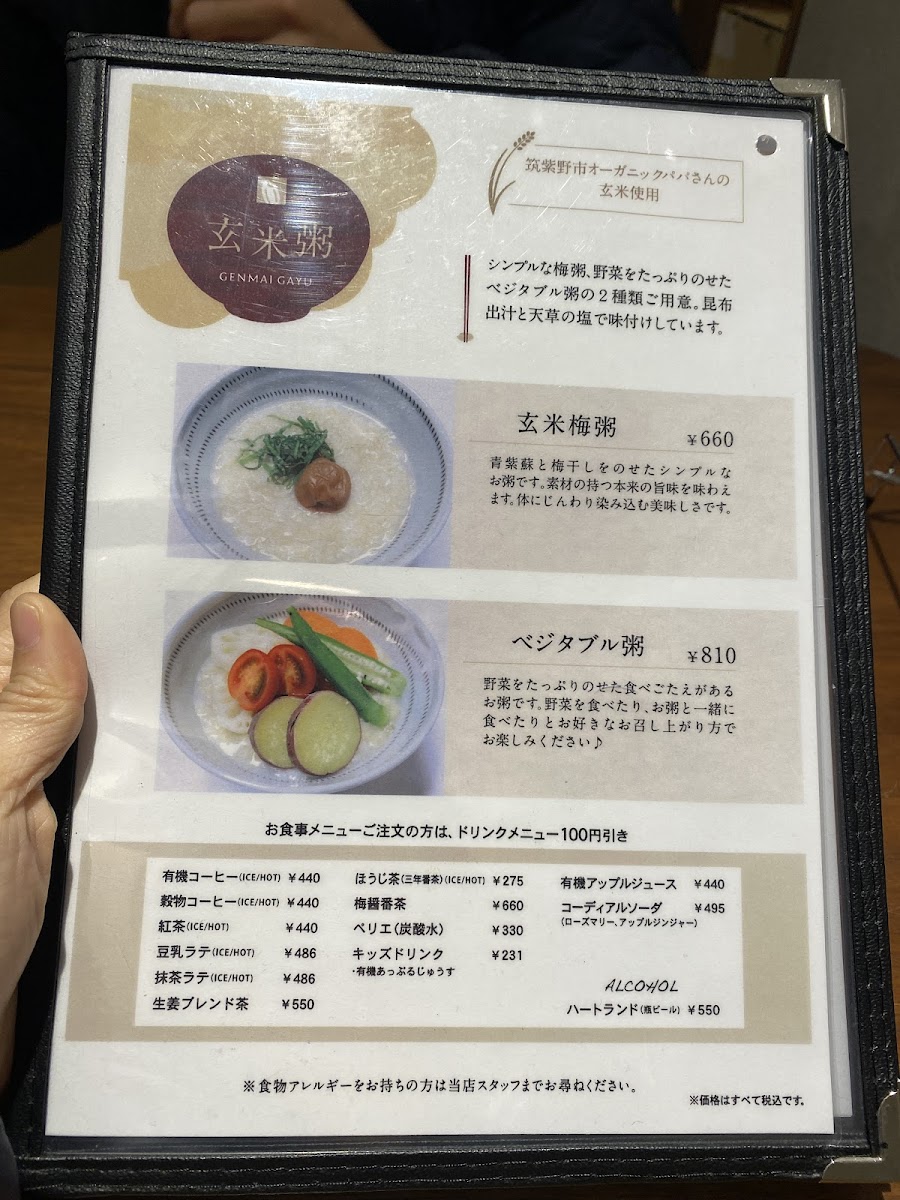 玄米粥
GENMAI GAYU
筑紫野市オーガニックパパさんの
玄米使用
シンプルな梅粥、野菜をたっぷりのせた
ベジタブル粥の2種類ご用意。昆布
出汁と天草の塩で味付けしています。
玄米梅粥 ¥660
青紫蘇と梅干しをのせたシンプルな
お粥です。素材の持つ本来の旨味を味わえ
ます。体にじんわり染み込む美味しさです。
ベジタブル粥 ¥810
野菜をたっぷりのせた食べごたえがある
お粥です。野菜を食べたり、お粥と一緒に
食べたりとお好きなお召し上がり方で
お楽しみください♪
お食事メニューご注文の方は、ドリンクメニュー100円引き
有機コーヒー(ICE/HOT) ¥440
穀物コーヒー(ICE/HOT) ¥440
紅茶(ICE/HOT) ¥440
豆乳ラテ(ICE/HOT) ¥486
抹茶ラテ(ICE/HOT) ¥486
生姜ブレンド茶 ¥550
ほうじ茶(三年番茶)(ICE/HOT) ¥275
梅醤番茶 ¥660
ペリエ(炭酸水) ¥330
キッズドリンク ¥231
・有機あっぷるじゅうす
有機アップルジュース ¥440
コーディアルソーダ ¥495
(ローズマリー、アップルジンジャー)
ALCOHOL
ハートランド(瓶ビール) ¥550
※食物アレルギーをお持ちの方は当店スタッフまでお尋ねください。
※価格はすべて税込です。